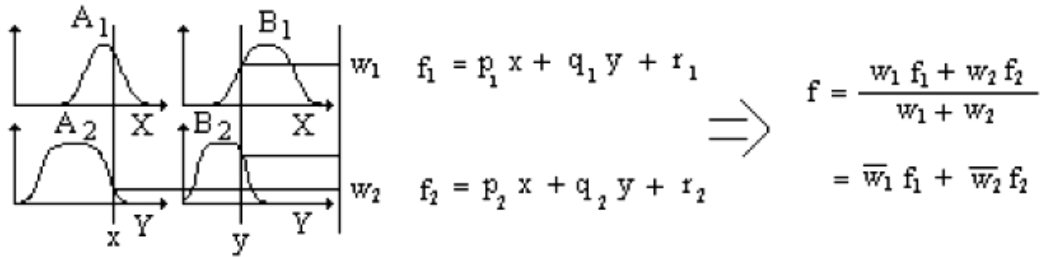 A₁ B₁
w₁ f₁ = p₁ x + q₁ y + r₁
X X
f = (w₁ f₁ + w₂ f₂) / (w₁ + w₂)
A₂ B₂
w₂ f₂ = p₂ x + q₂ y + r₂
= w̅₁ f₁ + w̅₂ f₂
Y Y
x y